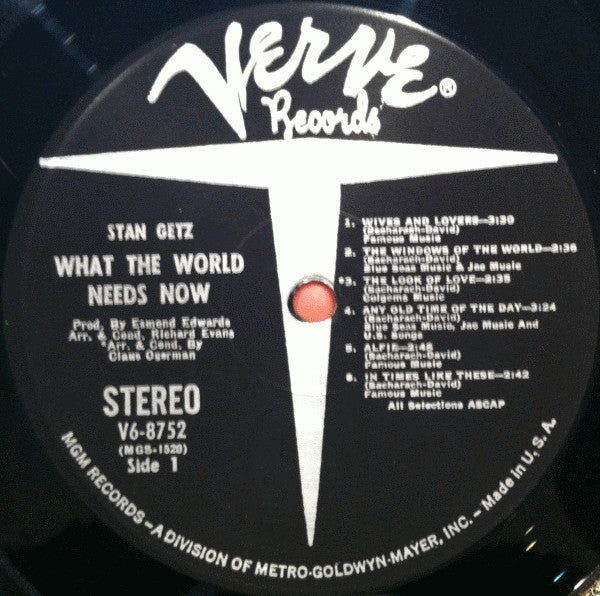 Verve®
Records
STAN GETZ
WHAT THE WORLD
NEEDS NOW
Prod. By Esmond Edwards
Arr. & Cond. Richard Evans
*Arr. & Cond. By
Claus Ogerman
STEREO
V6-8752
(MGS-1520)
Side 1
1. WIVES AND LOVERS—3:30
(Bacharach-David)
Famous Music
2. THE WINDOWS OF THE WORLD—2:36
(Bacharach-David)
Blue Seas Music & Jac Music
*3. THE LOOK OF LOVE—2:35
(Bacharach-David)
Colgems Music
4. ANY OLD TIME OF THE DAY—3:24
(Bacharach-David)
Blue Seas Music, Jac Music And
U.S. Songs
5. ALFIE—2:48
(Bacharach-David)
Famous Music
6. IN TIMES LIKE THESE—2:42
(Bacharach-David)
Famous Music
All Selections ASCAP
MGM RECORDS – A DIVISION OF METRO-GOLDWYN-MAYER, INC. – Made in U.S.A.